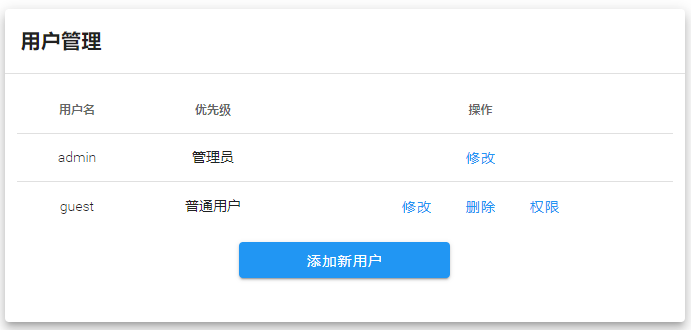 用户管理
用户名 优先级 操作
admin 管理员 修改
guest 普通用户 修改 删除 权限
添加新用户